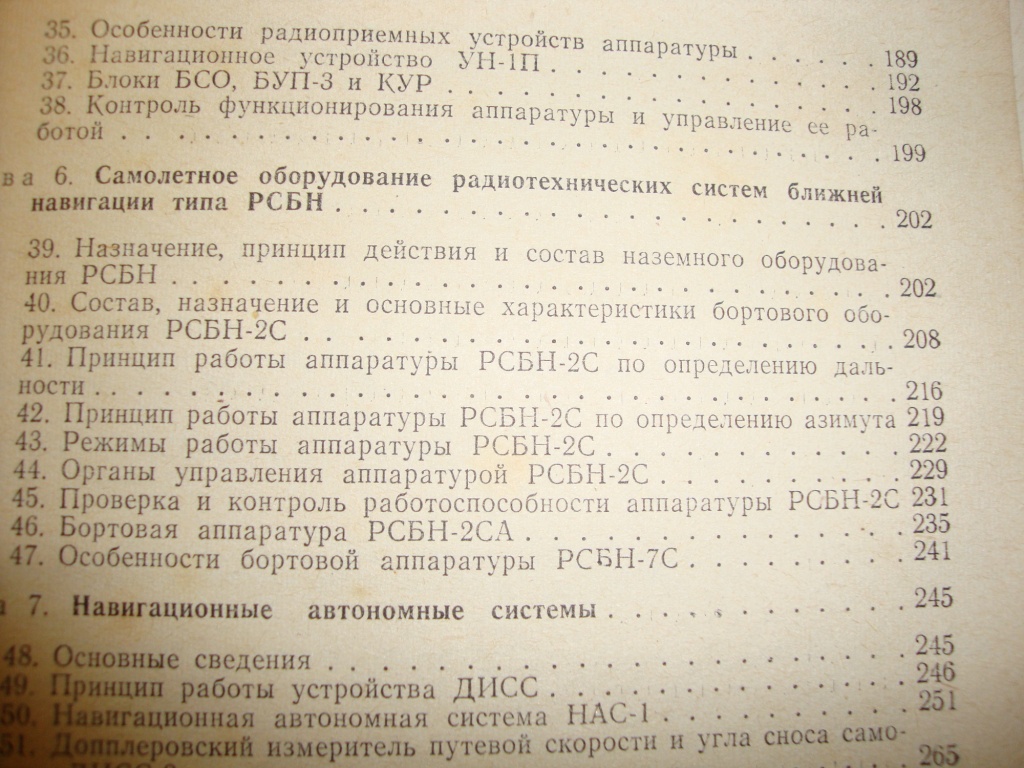 35. Особенности радиоприемных устройств аппаратуры . . . . . . 189
36. Навигационное устройство УН-1П . . . . . . . . . . . . . . 192
37. Блоки БСО, БУП-3 и КУР . . . . . . . . . . . . . . . . . . 198
38. Контроль функционирования аппаратуры и управление ее ра-
ботой . . . . . . . . . . . . . . . . . . . . . . . . . . . . 199
ва 6. Самолетное оборудование радиотехнических систем ближней
навигации типа РСБН . . . . . . . . . . . . . . . . . . . . . 202
39. Назначение, принцип действия и состав наземного оборудова-
ния РСБН . . . . . . . . . . . . . . . . . . . . . . . . . . 202
40. Состав, назначение и основные характеристики бортового обо-
рудования РСБН-2С . . . . . . . . . . . . . . . . . . . . . . 208
41. Принцип работы аппаратуры РСБН-2С по определению даль-
ности . . . . . . . . . . . . . . . . . . . . . . . . . . . . 216
42. Принцип работы аппаратуры РСБН-2С по определению азимута 219
43. Режимы работы аппаратуры РСБН-2С . . . . . . . . . . . . 222
44. Органы управления аппаратурой РСБН-2С . . . . . . . . . . 229
45. Проверка и контроль работоспособности аппаратуры РСБН-2С 231
46. Бортовая аппаратура РСБН-2СА . . . . . . . . . . . . . . . 235
47. Особенности бортовой аппаратуры РСБН-7С . . . . . . . . . 241
а 7. Навигационные автономные системы . . . . . . . . . . . . 245
48. Основные сведения . . . . . . . . . . . . . . . . . . . . 245
49. Принцип работы устройства ДИСС . . . . . . . . . . . . . . 246
50. Навигационная автономная система НАС-1 . . . . . . . . . . 251
51. Допплеровский измеритель путевой скорости и угла сноса само-
265